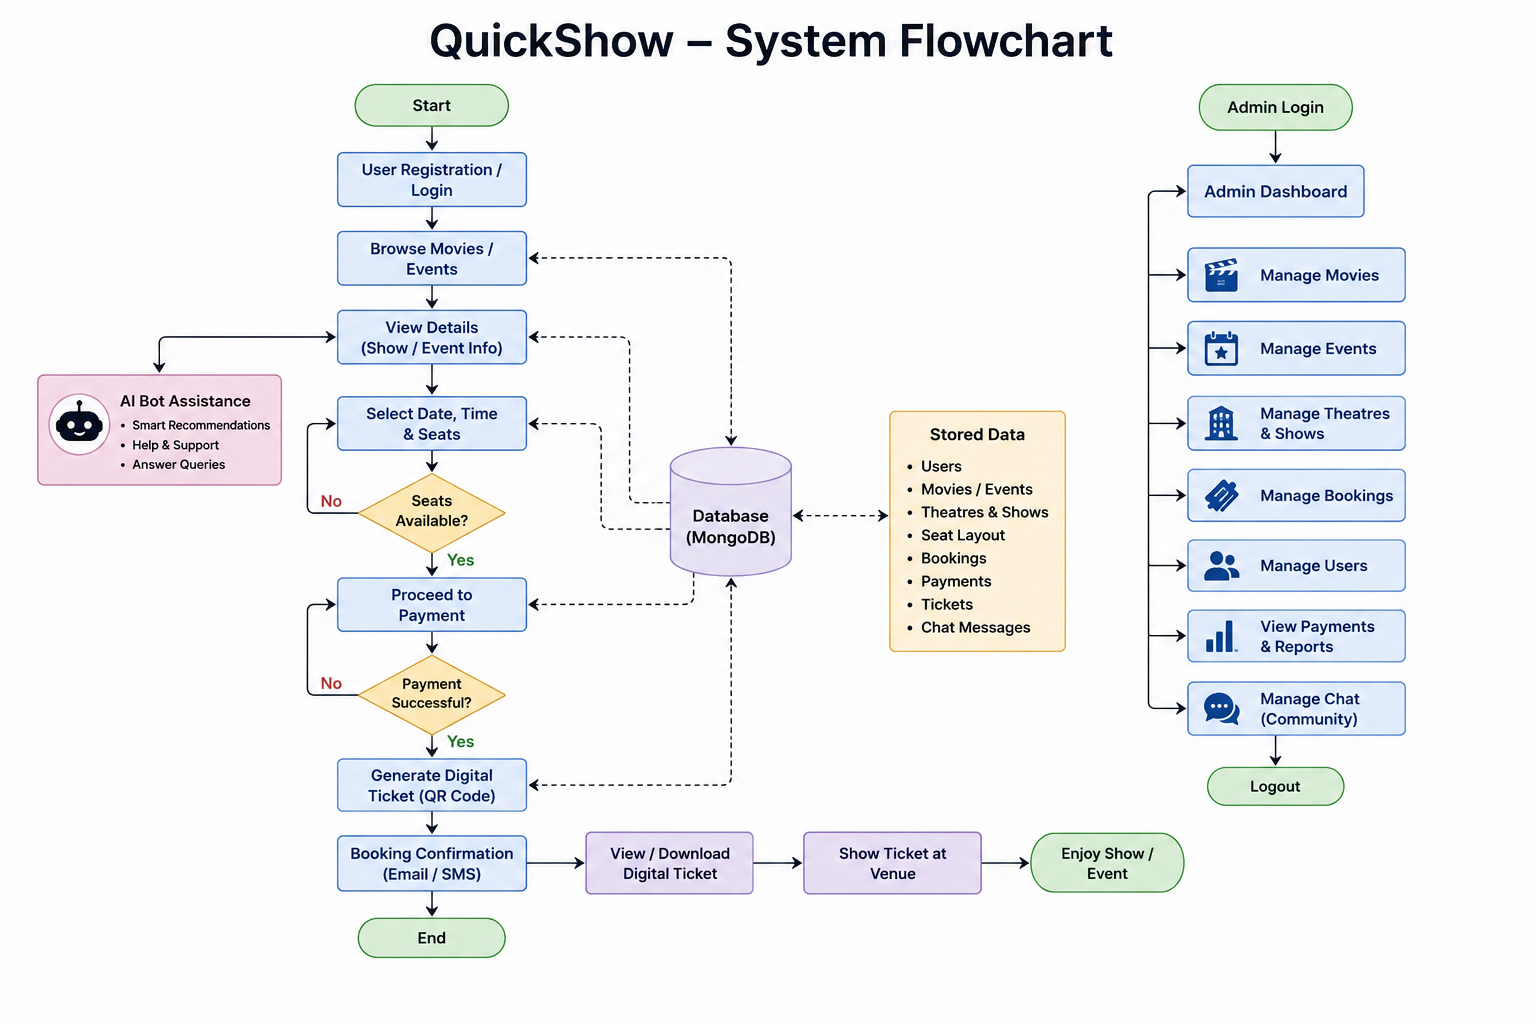 QuickShow – System Flowchart
Start
User Registration /
Login
Browse Movies /
Events
View Details
(Show / Event Info)
AI Bot Assistance
• Smart Recommendations
• Help & Support
• Answer Queries
Select Date, Time
& Seats
Seats
Available?
No
Yes
Proceed to
Payment
Payment
Successful?
No
Yes
Generate Digital
Ticket (QR Code)
Booking Confirmation
(Email / SMS)
End
View / Download
Digital Ticket
Show Ticket at
Venue
Enjoy Show /
Event
Database
(MongoDB)
Stored Data
• Users
• Movies / Events
• Theatres & Shows
• Seat Layout
• Bookings
• Payments
• Tickets
• Chat Messages
Admin Login
Admin Dashboard
Manage Movies
Manage Events
Manage Theatres
& Shows
Manage Bookings
Manage Users
View Payments
& Reports
Manage Chat
(Community)
Logout